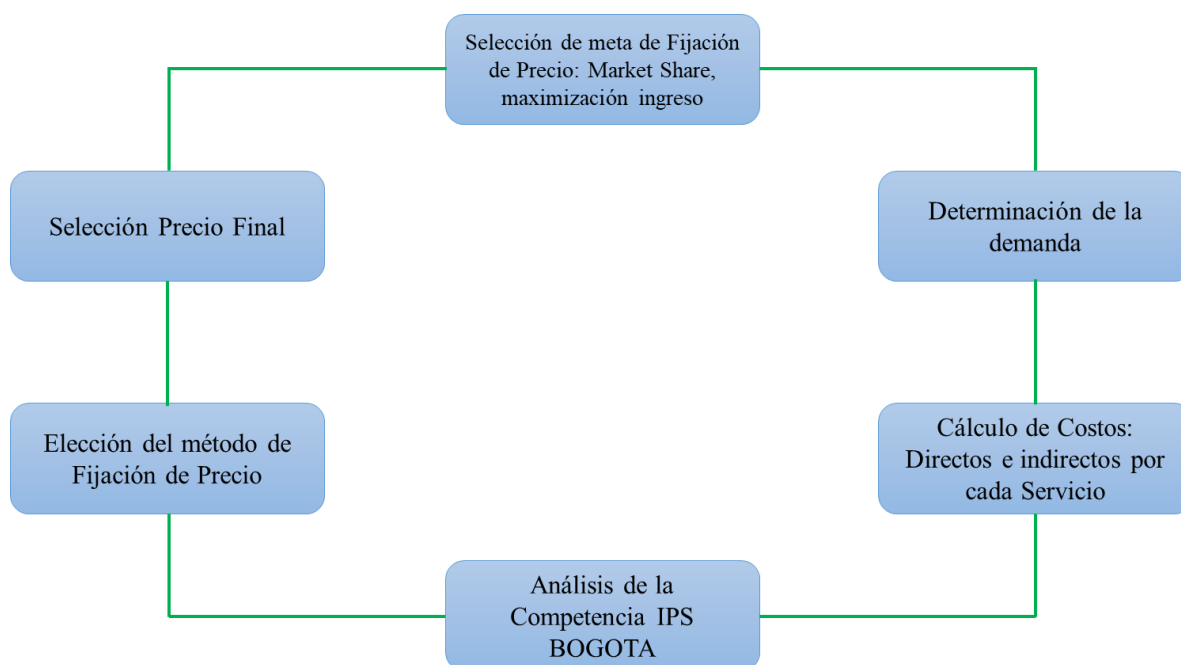 Selección de meta de Fijación
de Precio: Market Share,
maximización ingreso
Selección Precio Final
Determinación de la
demanda
Elección del método de
Fijación de Precio
Cálculo de Costos:
Directos e indirectos por
cada Servicio
Análisis de la
Competencia IPS
BOGOTA